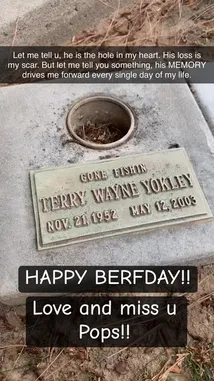 Let me tell u, he is the hole in my heart. His loss is
my scar. But let me tell you something, his MEMORY
drives me forward every single day of my life.
GONE FISHIN
TERRY WAYNE YOKLEY
NOV. 21, 1952 MAY 12, 2003
HAPPY BERFDAY!!
Love and miss u
Pops!!